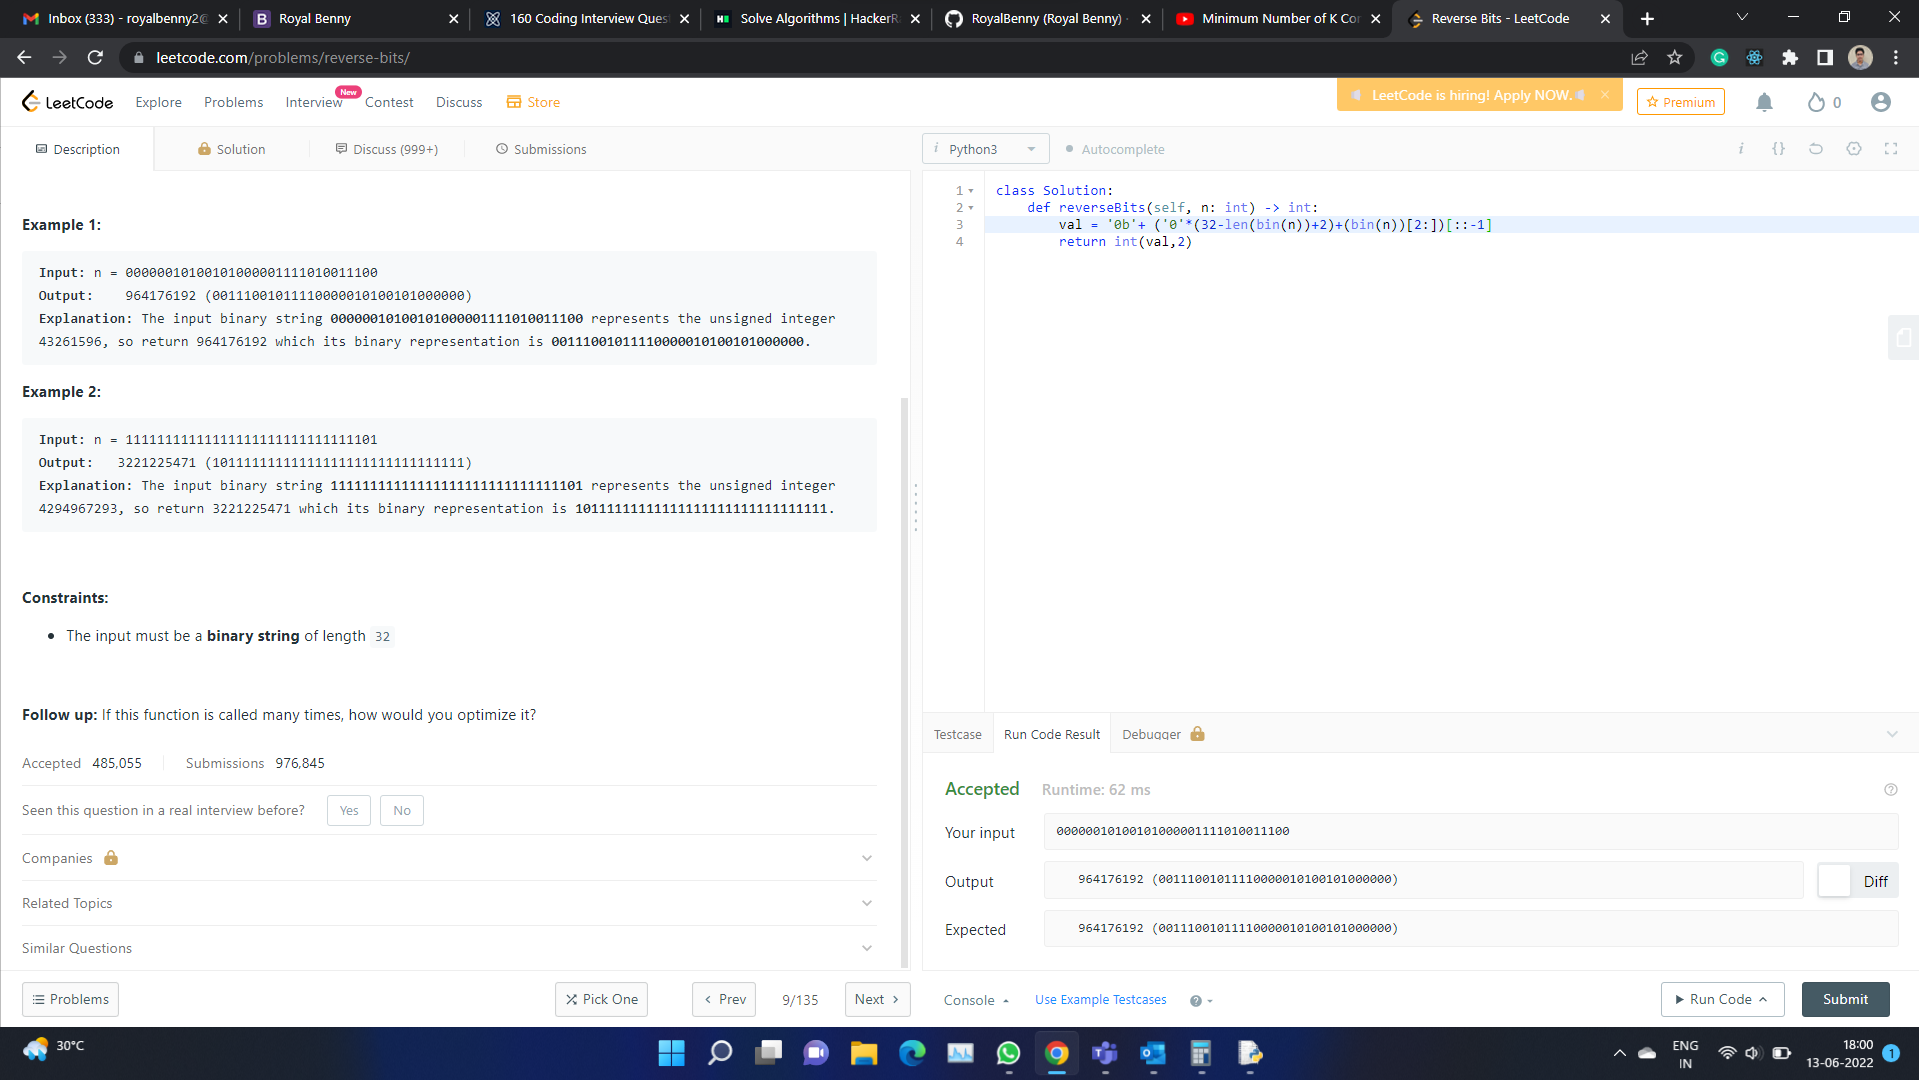 Inbox (333) - royalbenny2@
Royal Benny
160 Coding Interview Ques
Solve Algorithms | HackerRa
RoyalBenny (Royal Benny) ·
Minimum Number of K Con
Reverse Bits - LeetCode
leetcode.com/problems/reverse-bits/
LeetCode
Explore
Problems
Interview
New
Contest
Discuss
Store
LeetCode is hiring! Apply NOW.
Premium
0
Description
Solution
Discuss (999+)
Submissions
i Python3
Autocomplete
Example 1:
Input: n = 00000010100101000001111010011100
Output:    964176192 (00111001011110000010100101000000)
Explanation: The input binary string 00000010100101000001111010011100 represents the unsigned integer
43261596, so return 964176192 which its binary representation is 00111001011110000010100101000000.
Example 2:
Input: n = 11111111111111111111111111111101
Output:   3221225471 (10111111111111111111111111111111)
Explanation: The input binary string 11111111111111111111111111111101 represents the unsigned integer
4294967293, so return 3221225471 which its binary representation is 10111111111111111111111111111111.
Constraints:
• The input must be a binary string of length 32
Follow up: If this function is called many times, how would you optimize it?
Accepted 485,055
Submissions 976,845
Seen this question in a real interview before?
Yes
No
Companies
Related Topics
Similar Questions
Problems
Pick One
Prev
9/135
Next
1 class Solution:
2     def reverseBits(self, n: int) -> int:
3         val = '0b'+ ('0'*(32-len(bin(n))+2)+(bin(n))[2:])[::-1]
4         return int(val,2)
Testcase
Run Code Result
Debugger
Accepted
Runtime: 62 ms
Your input
00000010100101000001111010011100
Output
964176192 (00111001011110000010100101000000)
Diff
Expected
964176192 (00111001011110000010100101000000)
Console
Use Example Testcases
Run Code
Submit
30°C
ENG
IN
18:00
13-06-2022
1